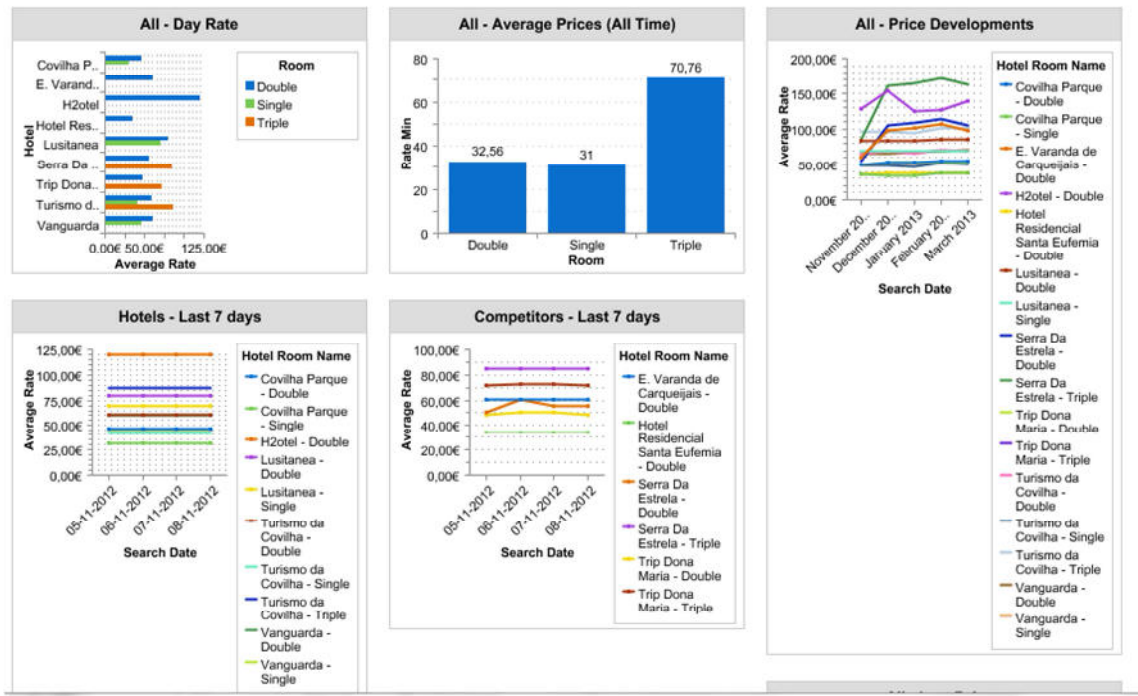 All - Day Rate
Covilha P..
E. Varand..
H2otel
Hotel Res..
Lusitanea
Serra Da ..
Trip Dona..
Turismo d..
Vanguarda
Hotel
0.00€ 50.00€ 125.00€
Average Rate
Room
Double
Single
Triple
All - Average Prices (All Time)
80
60
40
20
0
Rate Min
32,56
31
70,76
Double
Single
Triple
Room
All - Price Developments
200,00€
150,00€
100,00€
50,00€
0,00€
Average Rate
November 20..
December 20..
January 2013
February 20..
March 2013
Search Date
Hotel Room Name
Covilha Parque
- Double
Covilha Parque
- Single
E. Varanda de
Carqueijais -
Double
H2otel - Double
Hotel
Residencial
Santa Eufemia
- Double
Lusitanea -
Double
Lusitanea -
Single
Serra Da
Estrela -
Double
Serra Da
Estrela - Triple
Trip Dona
Maria - Double
Trip Dona
Maria - Triple
Turismo da
Covilha -
Double
Turismo da
Covilha - Single
Turismo da
Covilha - Triple
Vanguarda -
Double
Vanguarda -
Single
Hotels - Last 7 days
125,00€
100,00€
75,00€
50,00€
25,00€
0,00€
Average Rate
05-11-2012
06-11-2012
07-11-2012
08-11-2012
Search Date
Hotel Room Name
Covilha Parque
- Double
Covilha Parque
- Single
H2otel - Double
Lusitanea -
Double
Lusitanea -
Single
Turismo da
Covilha -
Double
Turismo da
Covilha - Single
Turismo da
Covilha - Triple
Vanguarda -
Double
Vanguarda -
Single
Competitors - Last 7 days
100,00€
80,00€
60,00€
40,00€
20,00€
0,00€
Average Rate
05-11-2012
06-11-2012
07-11-2012
08-11-2012
Search Date
Hotel Room Name
E. Varanda de
Carqueijais -
Double
Hotel
Residencial
Santa Eufemia
- Double
Serra Da
Estrela -
Double
Serra Da
Estrela - Triple
Trip Dona
Maria - Double
Trip Dona
Maria - Triple